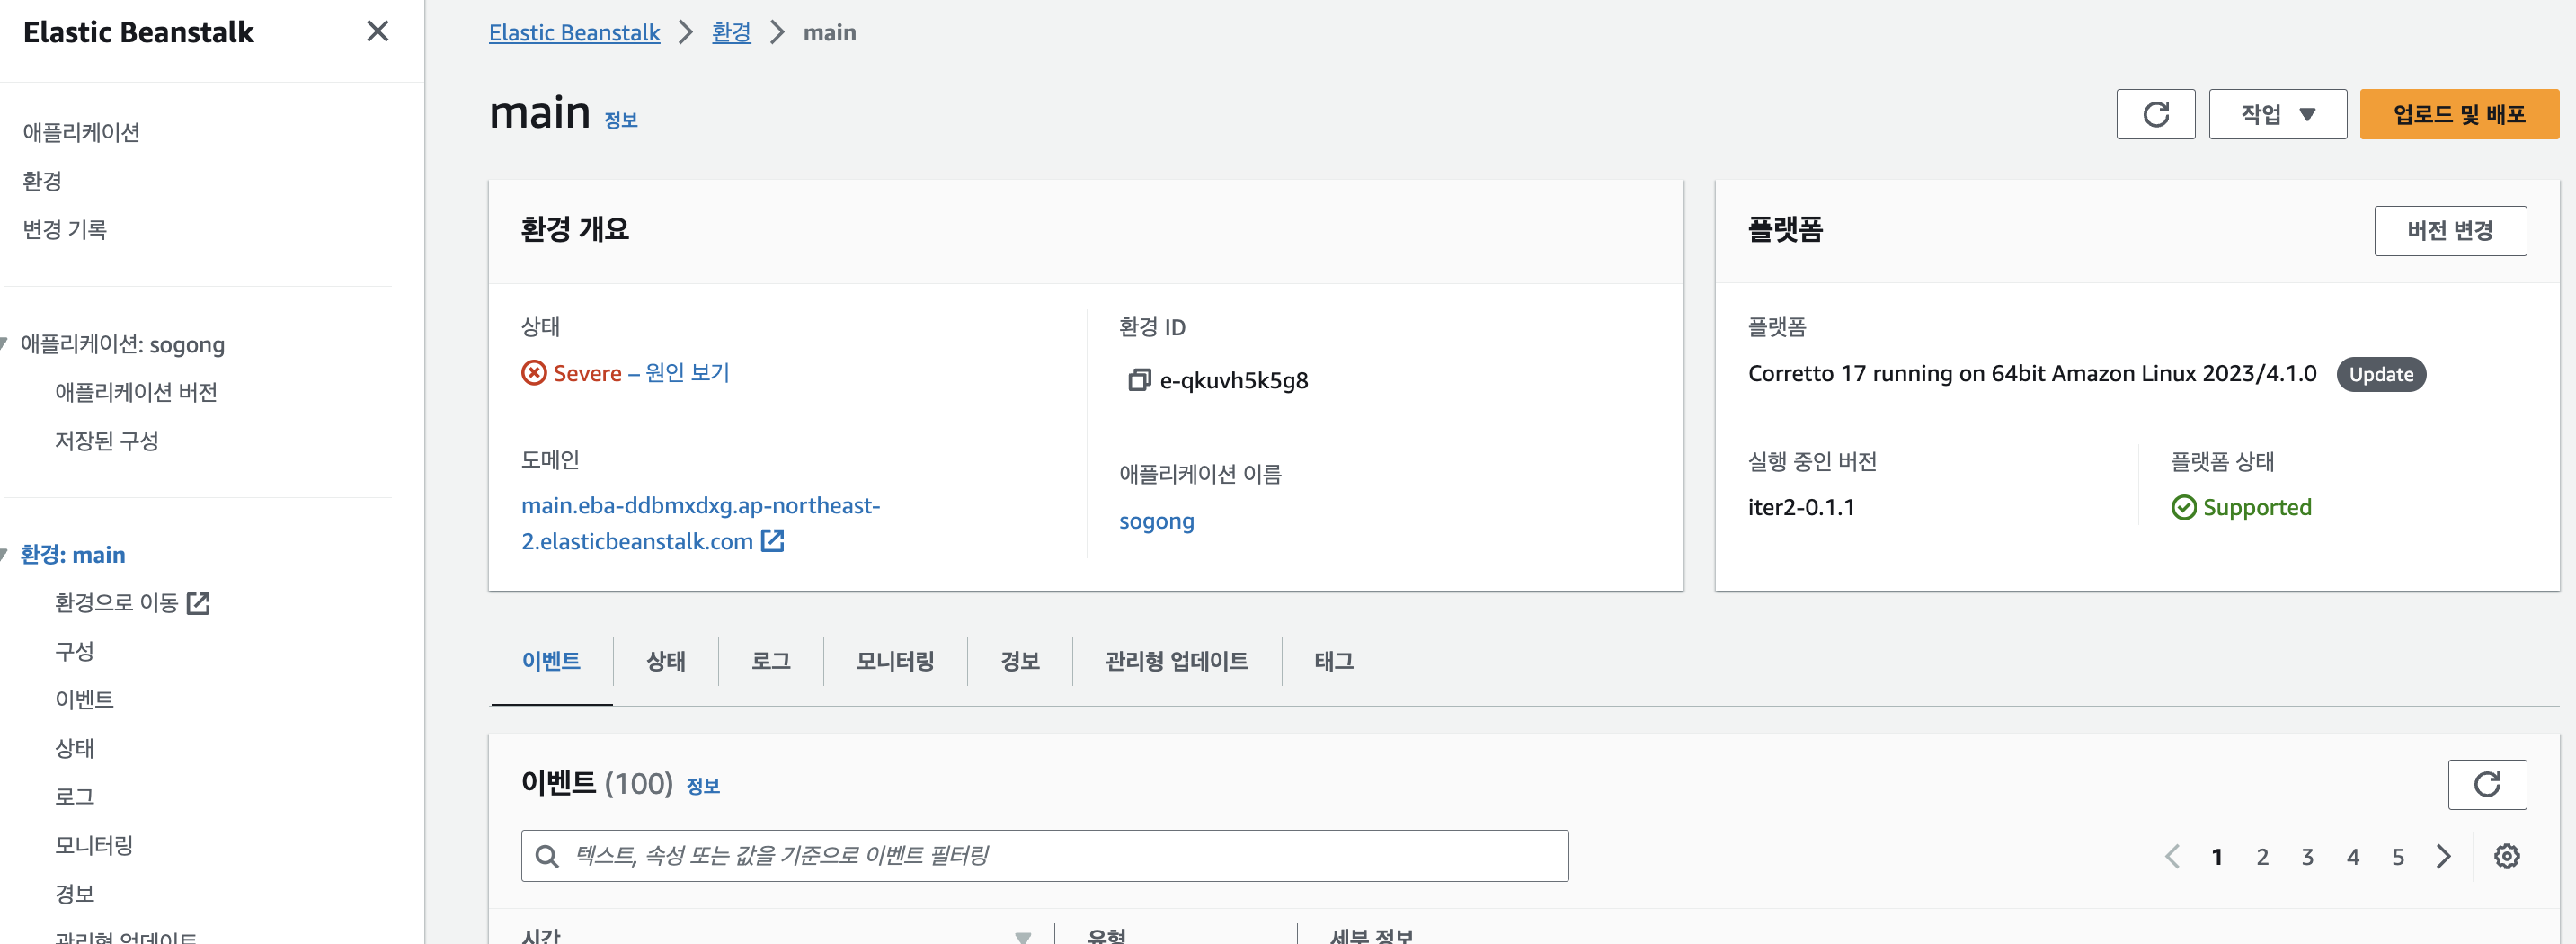 Elastic Beanstalk
애플리케이션
환경
변경 기록
애플리케이션: sogong
애플리케이션 버전
저장된 구성
환경: main
환경으로 이동
구성
이벤트
상태
로그
모니터링
경보
관리형 업데이트
Elastic Beanstalk > 환경 > main
main 정보
작업 ▼
업로드 및 배포
환경 개요
상태
Severe – 원인 보기
도메인
main.eba-ddbmxdxg.ap-northeast-
2.elasticbeanstalk.com
환경 ID
e-qkuvh5k5g8
애플리케이션 이름
sogong
플랫폼
버전 변경
플랫폼
Corretto 17 running on 64bit Amazon Linux 2023/4.1.0 Update
실행 중인 버전
iter2-0.1.1
플랫폼 상태
Supported
이벤트 상태 로그 모니터링 경보 관리형 업데이트 태그
이벤트 (100) 정보
텍스트, 속성 또는 값을 기준으로 이벤트 필터링
1 2 3 4 5
시간 유형 세부 정보